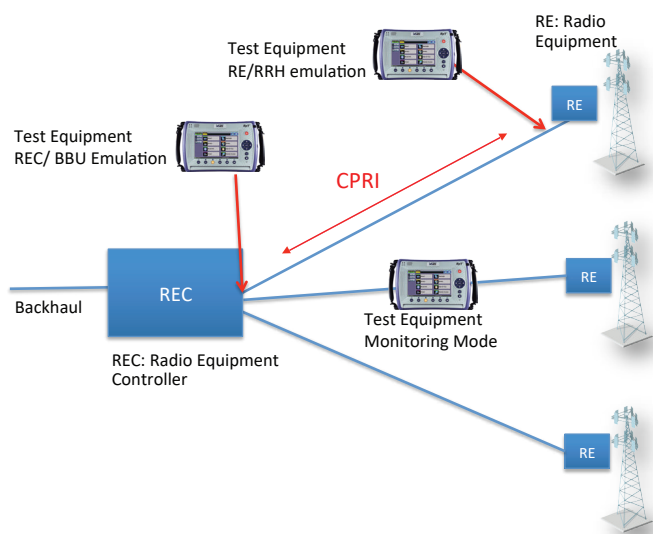 Test Equipment
RE/RRH emulation
RE: Radio
Equipment
RE
Test Equipment
REC/ BBU Emulation
CPRI
REC
RE
Backhaul
Test Equipment
Monitoring Mode
REC: Radio Equipment
Controller
RE